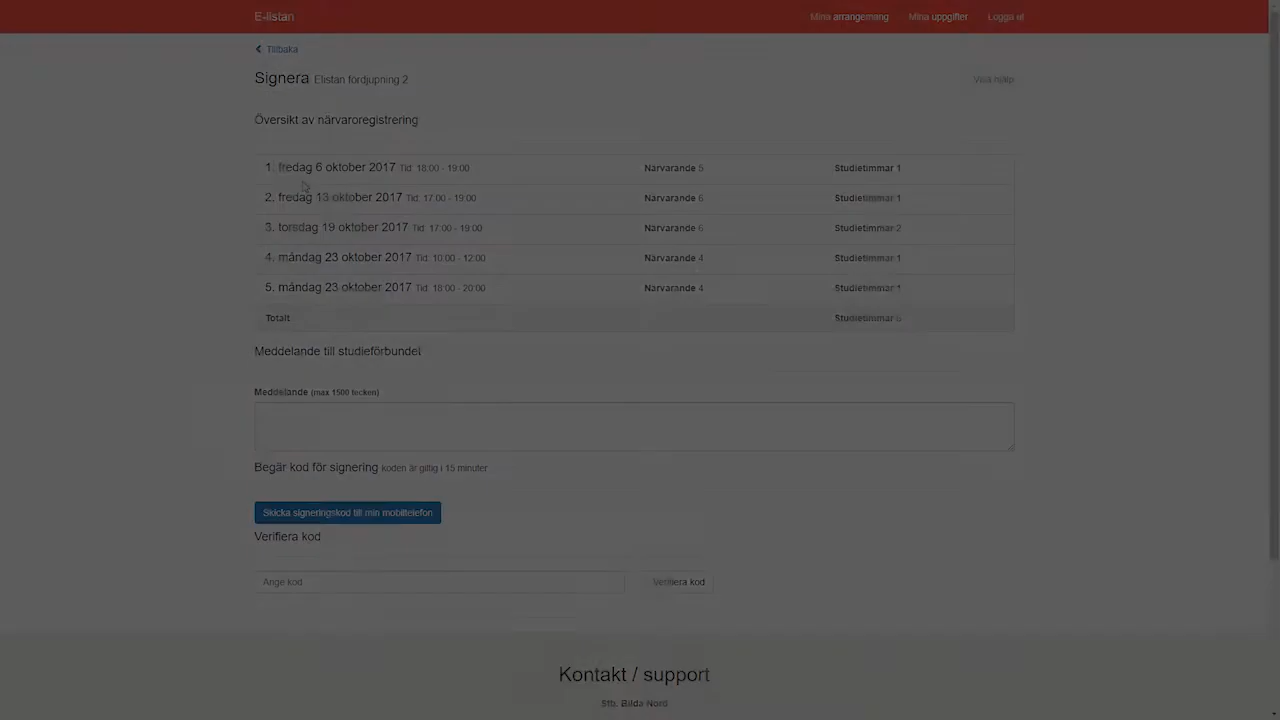 E-listan Mina arrangemang Mina uppgifter Logga ut
Tillbaka
Signera Elistan fördjupning 2 Visa hjälp
Översikt av närvaroregistrering
1. fredag 6 oktober 2017 Tid: 18:00 - 19:00 Närvarande 5 Studietimmar 1
2. fredag 13 oktober 2017 Tid: 17:00 - 19:00 Närvarande 6 Studietimmar 1
3. torsdag 19 oktober 2017 Tid: 17:00 - 19:00 Närvarande 6 Studietimmar 2
4. måndag 23 oktober 2017 Tid: 10:00 - 12:00 Närvarande 4 Studietimmar 1
5. måndag 23 oktober 2017 Tid: 18:00 - 20:00 Närvarande 4 Studietimmar 1
Totalt Studietimmar
Meddelande till studieförbundet
Meddelande (max 1500 tecken)
Begär kod för signering koden är giltig i 15 minuter
Skicka signeringskod till min mobiltelefon
Verifiera kod
Ange kod Verifiera kod
Kontakt / support
Sfb. Bilda Nord